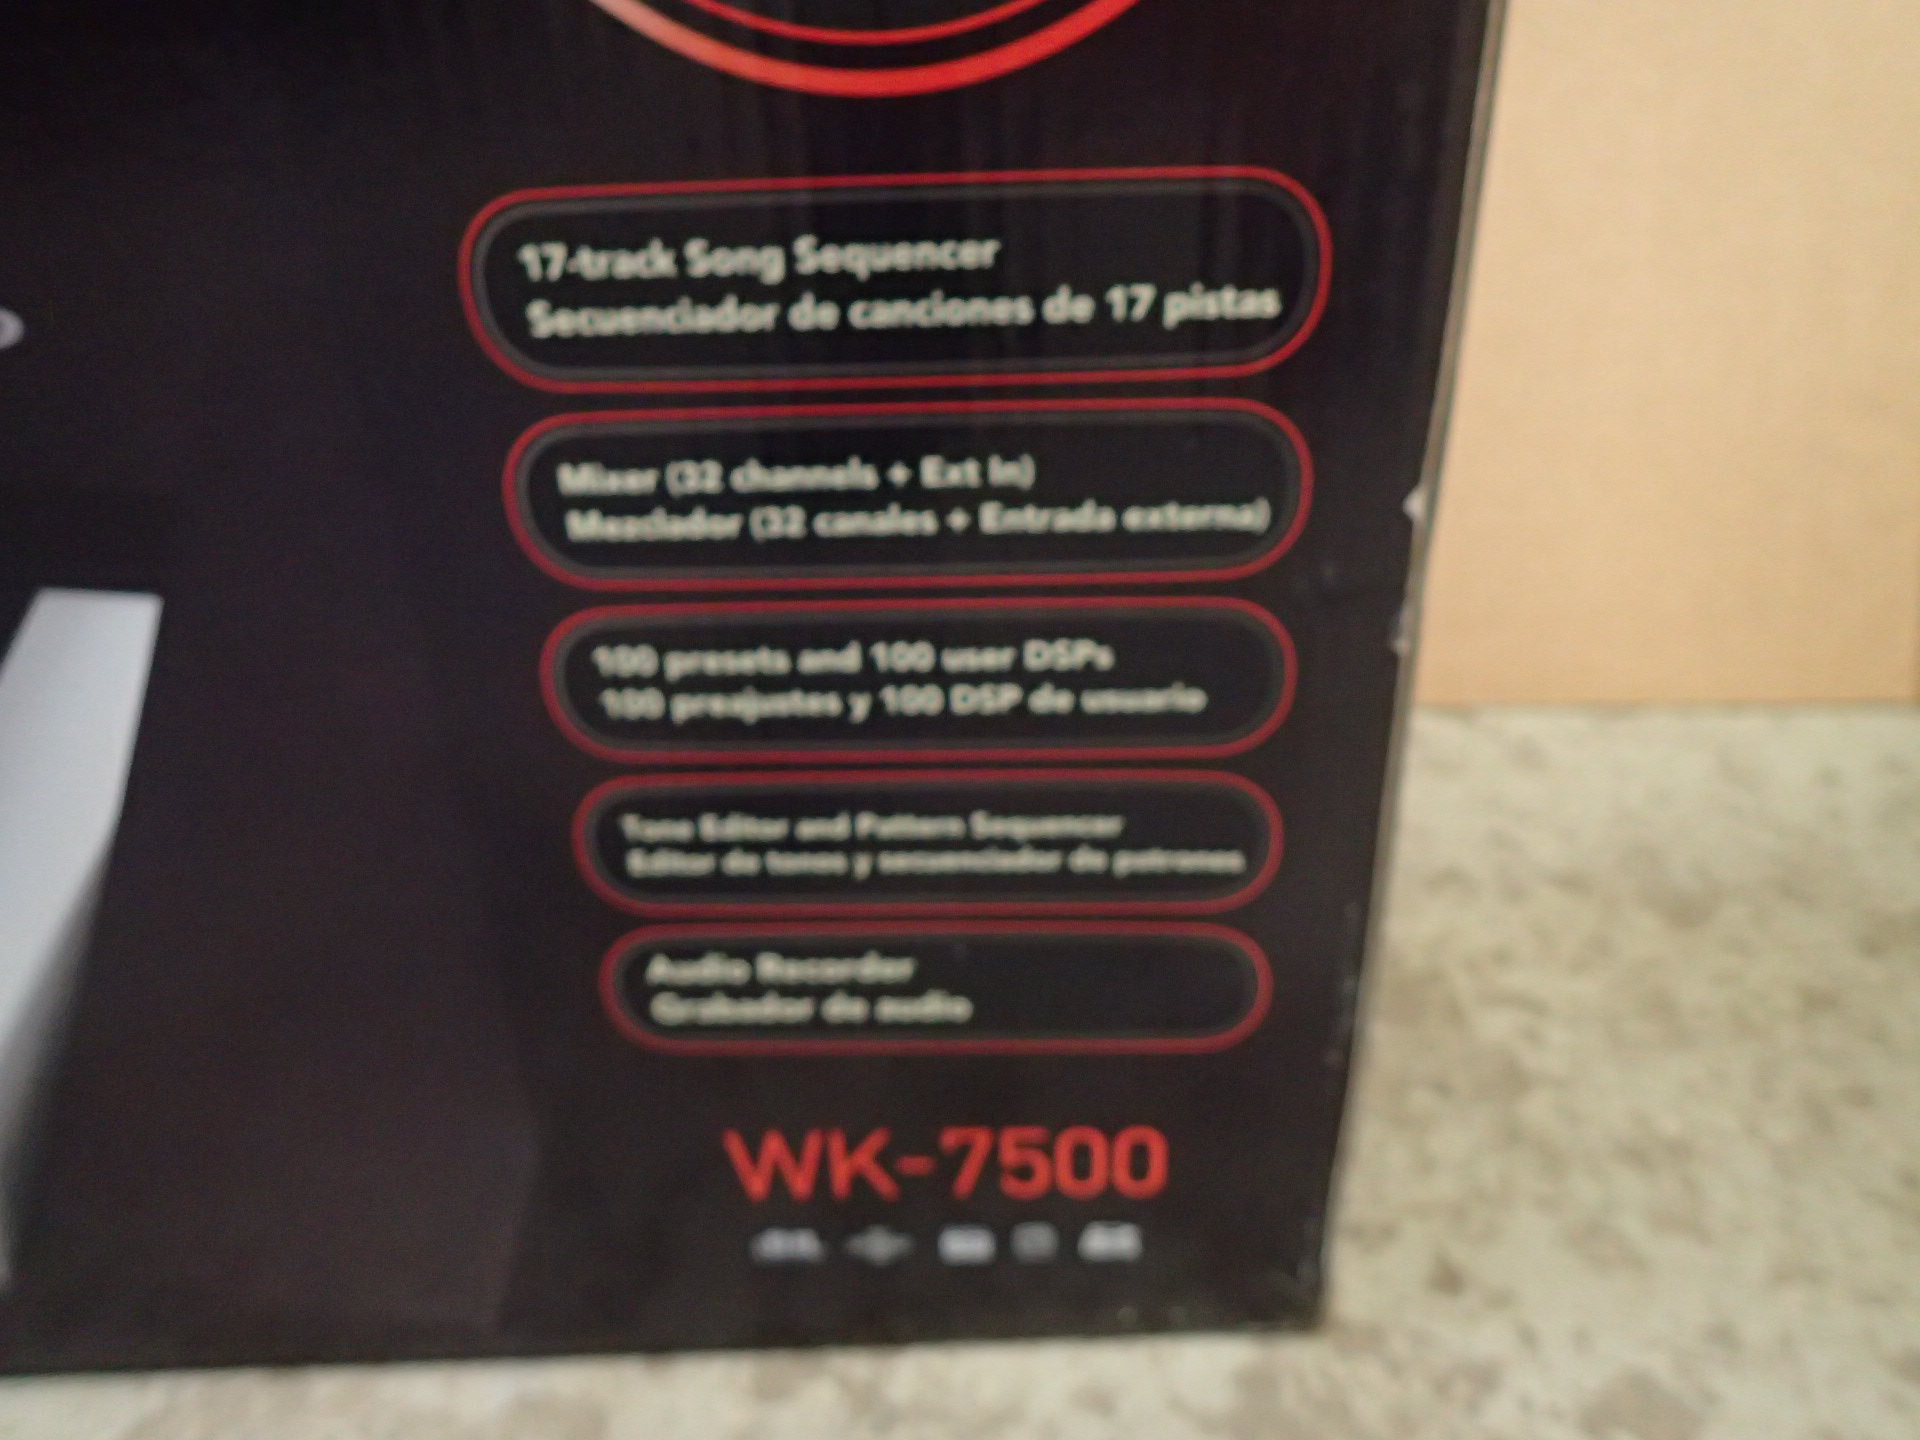 17-track Song Sequencer
Secuenciador de canciones de 17 pistas
Mixer (32 channels + Ext In)
Mezclador (32 canales + Entrada externa)
100 presets and 100 user DSPs
100 preajustes y 100 DSP de usuario
Tone Editor and Pattern Sequencer
Editor de tonos y secuenciador de patrones
Audio Recorder
Grabador de audio
WK-7500